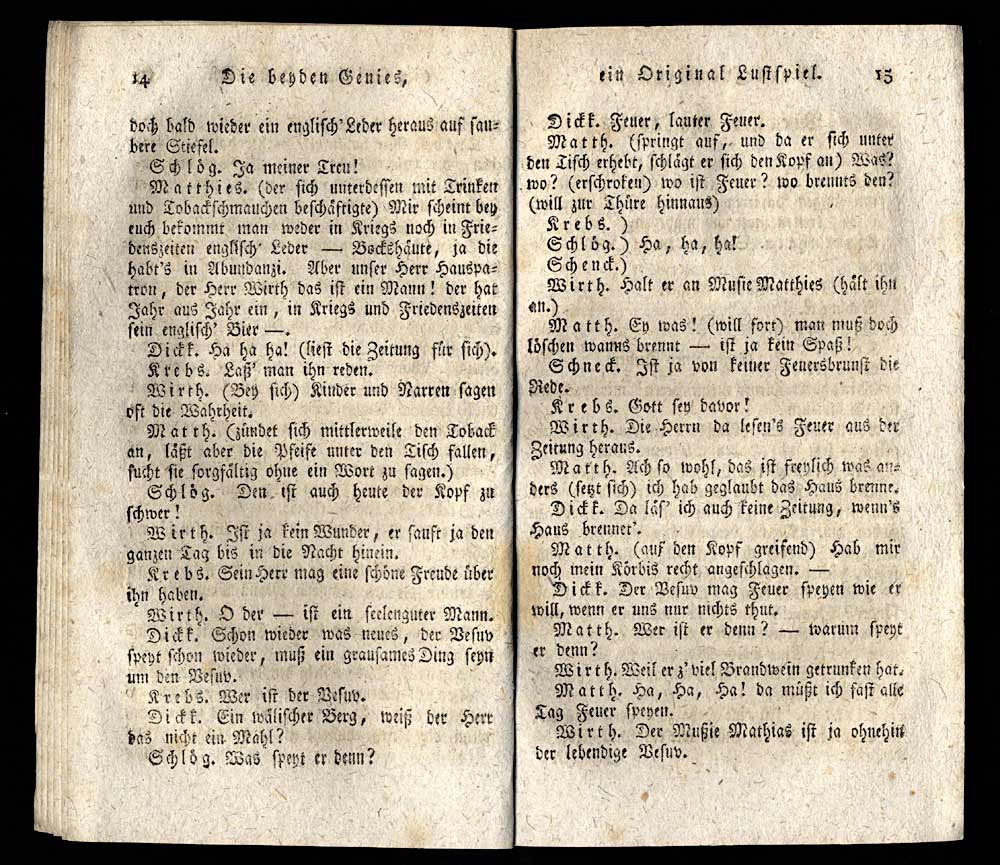 14 Die beyden Genies,
doch bald wieder ein englisch' Leder heraus auf sau⸗
bere Stiefel.
Schlög. Ja meiner Treu!
Matthies. (der sich unterdessen mit Trinken
und Tobackschmauchen beschäftigte) Mir scheint bey
euch bekommt man weder in Kriegs noch in Frie⸗
denszeiten englisch' Leder — Bockshäute, ja die
habt's in Abundanzi. Aber unser Herr Hauspa⸗
tron, der Herr Wirth das ist ein Mann! der hat
Jahr aus Jahr ein, in Kriegs und Friedenszeiten
sein englisch' Bier —.
Dickk. Ha ha ha! (liest die Zeitung für sich).
Krebs. Laß' man ihn reden.
Wirth. (Bey sich) Kinder und Narren sagen
oft die Wahrheit.
Matth. (zündet sich mittlerweile den Toback
an, läßt aber die Pfeife unter den Tisch fallen,
sucht sie sorgfältig ohne ein Wort zu sagen.)
Schlög. Den ist auch heute der Kopf zu
schwer!
Wirth. Ist ja kein Wunder, er sauft ja den
ganzen Tag bis in die Nacht hinein.
Krebs. Sein Herr mag eine schöne Freude über
ihn haben.
Wirth. O der — ist ein seelenguter Mann.
Dickk. Schon wieder was neues, der Vesuv
speyt schon wieder, muß ein grausames Ding seyn
um den Vesuv.
Krebs. Wer ist der Vesuv.
Dickk. Ein wälischer Berg, weiß der Herr
das nicht ein Mahl?
Schlög. Was speyt er denn?
ein Original Lustspiel. 15
Dickk. Feuer, lauter Feuer.
Matth. (springt auf, und da er sich unter
den Tisch erhebt, schlägt er sich den Kopf an) Was?
wo? (erschroken) wo ist Feuer? wo brennts den?
(will zur Thüre hinnaus)
Krebs. )
Schlög. ) Ha, ha, ha!
Schenck.)
Wirth. Halt er an Musie Matthies (hält ihn
an.)
Matth. Ey was! (will fort) man muß doch
löschen wanns brennt — ist ja kein Spaß!
Schneck. Ist ja von keiner Feuersbrunst die
Rede.
Krebs. Gott sey davor!
Wirth. Die Herrn da lesen's Feuer aus der
Zeitung heraus.
Matth. Ach so wohl, das ist freylich was an⸗
ders (setzt sich) ich hab geglaubt das Haus brenne.
Dickk. Da läs' ich auch keine Zeitung, wenn's
Haus brennet'.
Matth. (auf den Kopf greifend) Hab mir
noch mein Körbis recht angeschlagen. —
Dickk. Der Vesuv mag Feuer speyen wie er
will, wenn er uns nur nichts thut.
Matth. Wer ist er denn? — warum speyt
er denn?
Wirth. Weil er z' viel Brandwein getrunken hat.
Matth. Ha, Ha, Ha! da müßt ich fast alle
Tag Feuer speyen.
Wirth. Der Mußie Mathias ist ja ohnehin
der lebendige Vesuv.